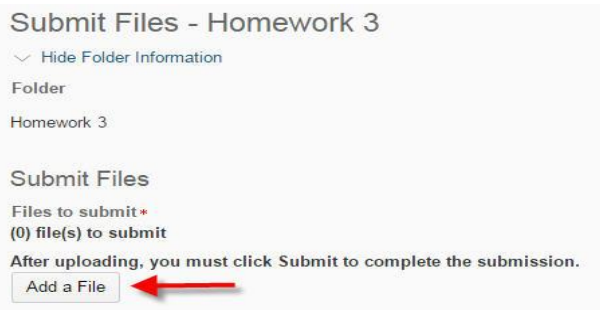 Submit Files - Homework 3
Hide Folder Information
Folder
Homework 3
Submit Files
Files to submit*
(0) file(s) to submit
After uploading, you must click Submit to complete the submission.
Add a File